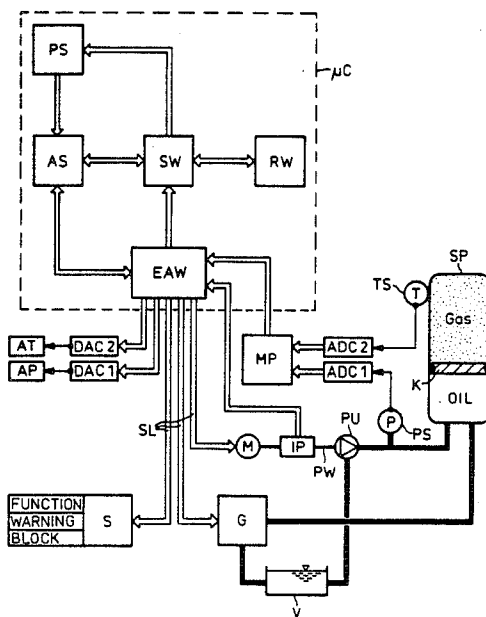 PS
µC
AS
SW
RW
EAW
SP
TS
T
Gas
AT
DAC 2
ADC 2
MP
AP
DAC 1
ADC 1
K
PU
OIL
P
PS
SL
M
IP
PW
FUNCTION
WARNING
BLOCK
S
G
V